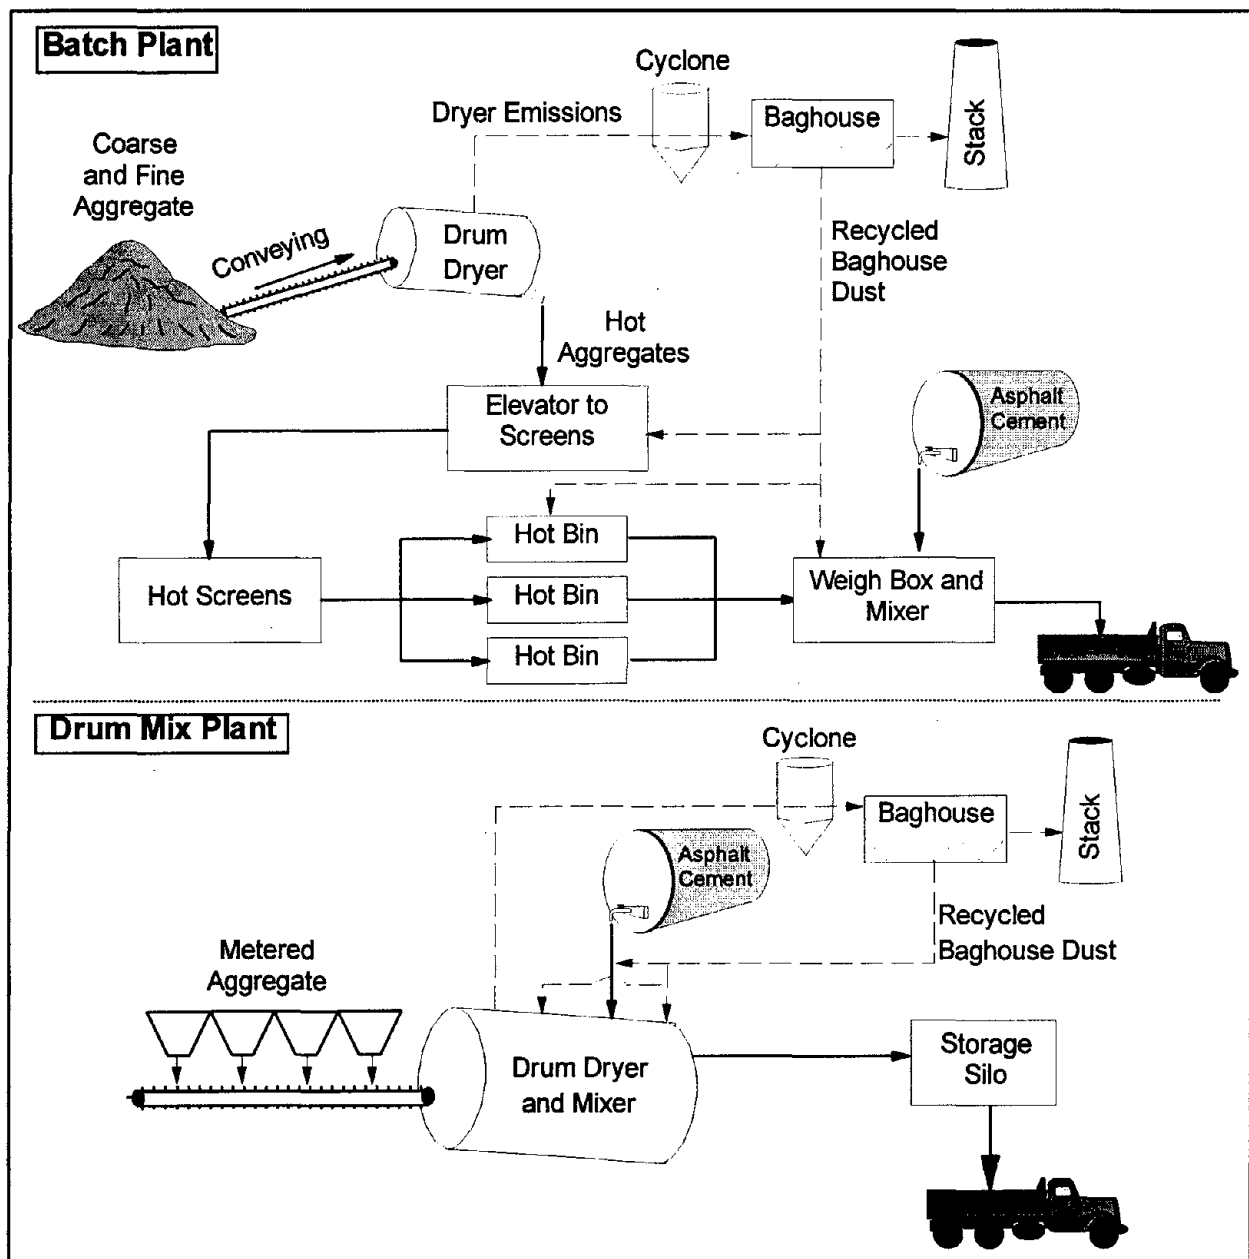 Batch Plant
Cyclone
Dryer Emissions
Baghouse
Stack
Coarse
and Fine
Aggregate
Conveying
Drum
Dryer
Recycled
Baghouse
Dust
Hot
Aggregates
Elevator to
Screens
Asphalt
Cement
Hot Bin
Hot Screens
Hot Bin
Hot Bin
Weigh Box and
Mixer
Drum Mix Plant
Cyclone
Baghouse
Stack
Asphalt
Cement
Recycled
Baghouse Dust
Metered
Aggregate
Drum Dryer
and Mixer
Storage
Silo